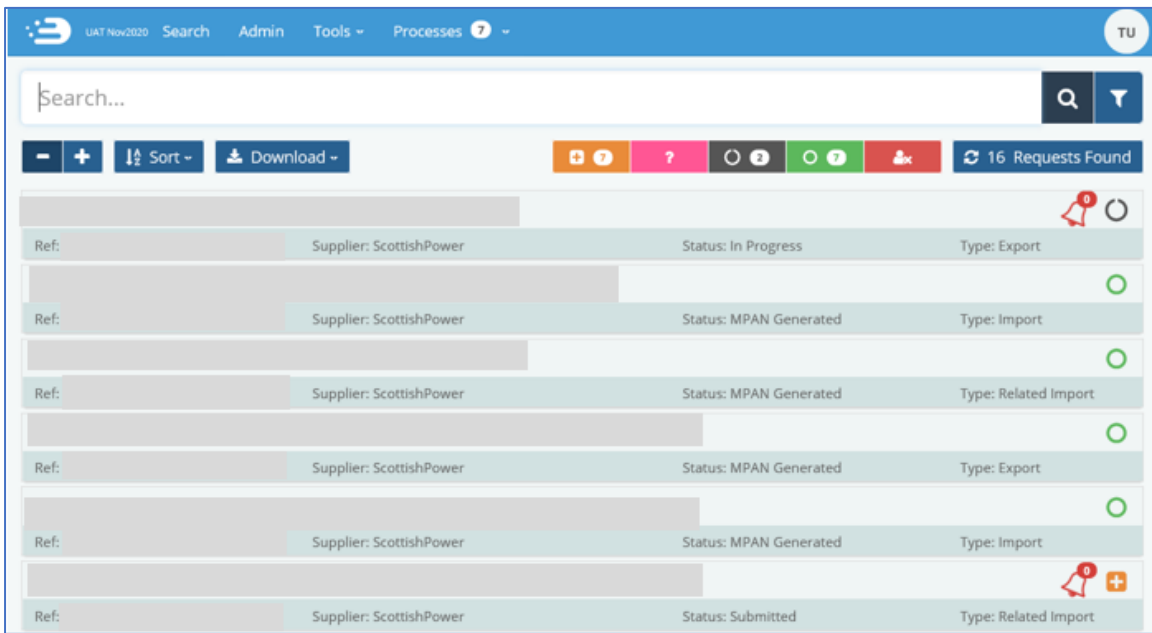 UAT Nov2020 Search Admin Tools Processes 7 TU
Search...
Sort Download 7 ? 2 7 16 Requests Found
0
Ref: Supplier: ScottishPower Status: In Progress Type: Export
Ref: Supplier: ScottishPower Status: MPAN Generated Type: Import
Ref: Supplier: ScottishPower Status: MPAN Generated Type: Related Import
Ref: Supplier: ScottishPower Status: MPAN Generated Type: Export
Ref: Supplier: ScottishPower Status: MPAN Generated Type: Import
0
Ref: Supplier: ScottishPower Status: Submitted Type: Related Import